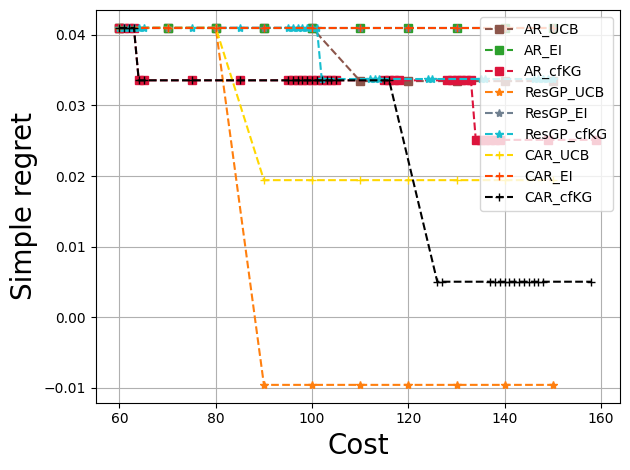 0.04
0.03
0.02
0.01
0.00
−0.01
Simple regret
60
80
100
120
140
160
Cost
AR_UCB
AR_EI
AR_cfKG
ResGP_UCB
ResGP_EI
ResGP_cfKG
CAR_UCB
CAR_EI
CAR_cfKG